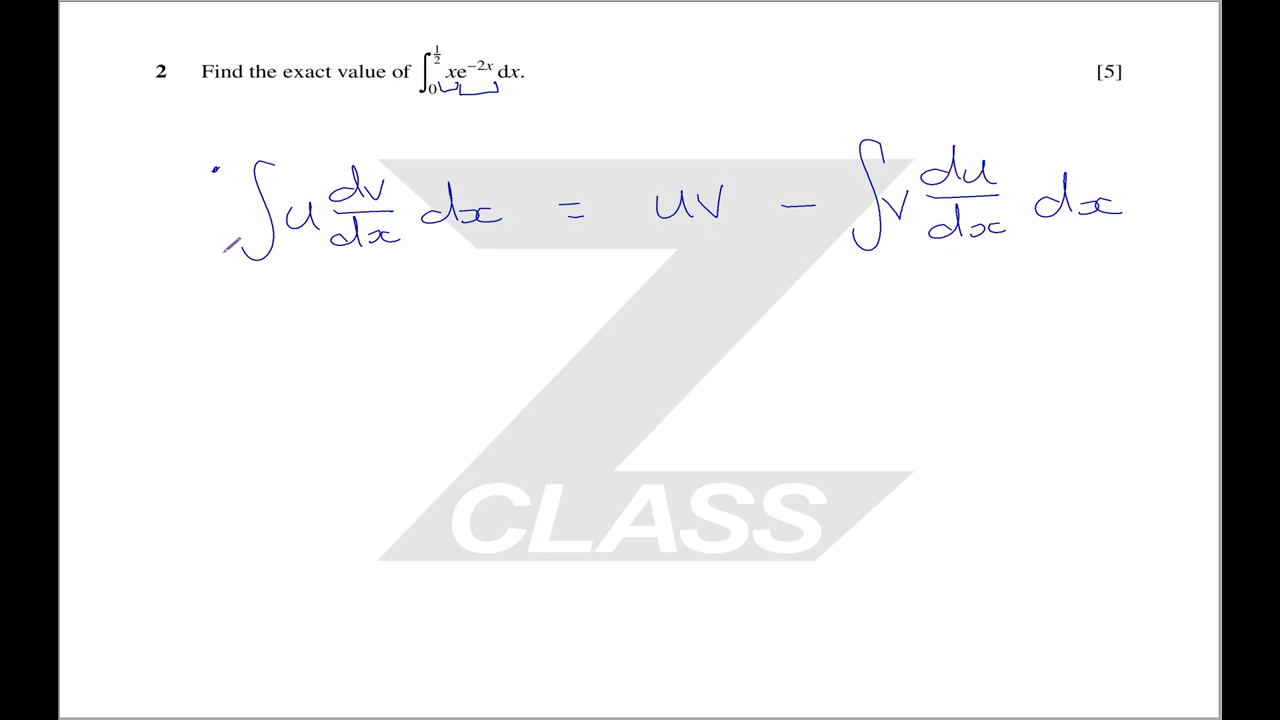 2 Find the exact value of ∫₀^½ xe⁻²ˣ dx. [5]
∫ u dv/dx dx = uv − ∫ v du/dx dx
Z
CLASS